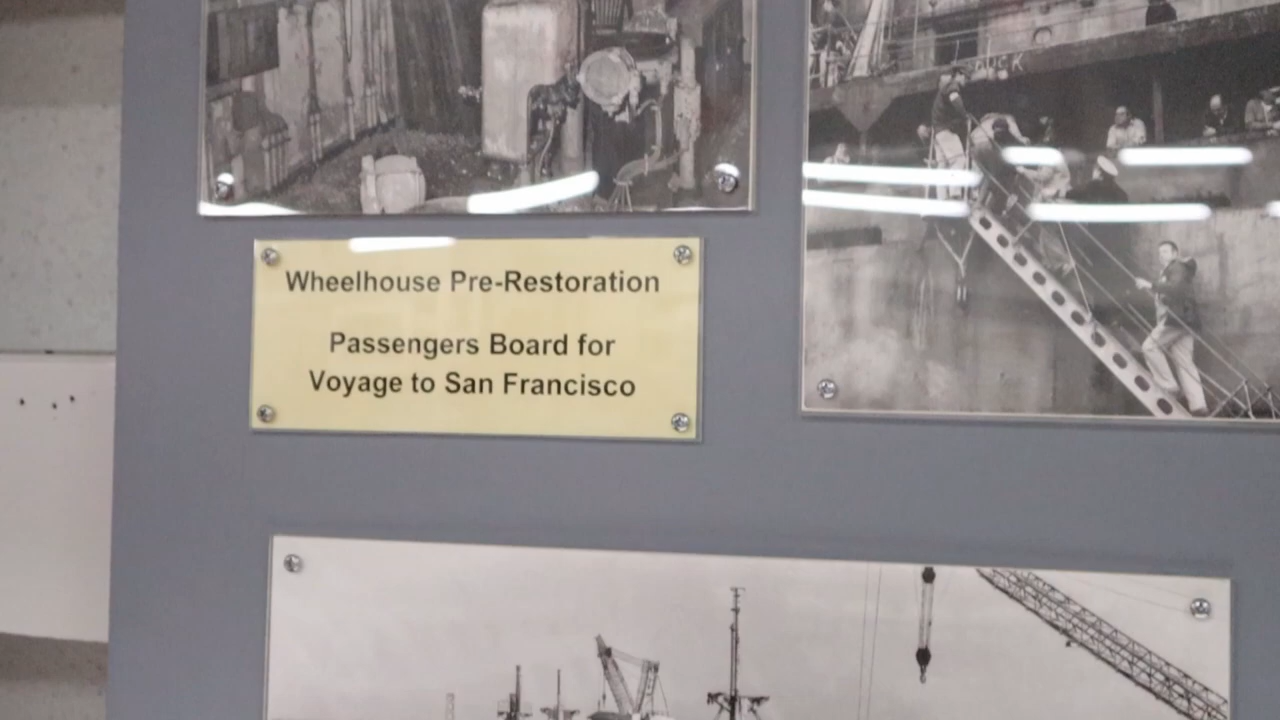 Wheelhouse Pre-Restoration
Passengers Board for
Voyage to San Francisco